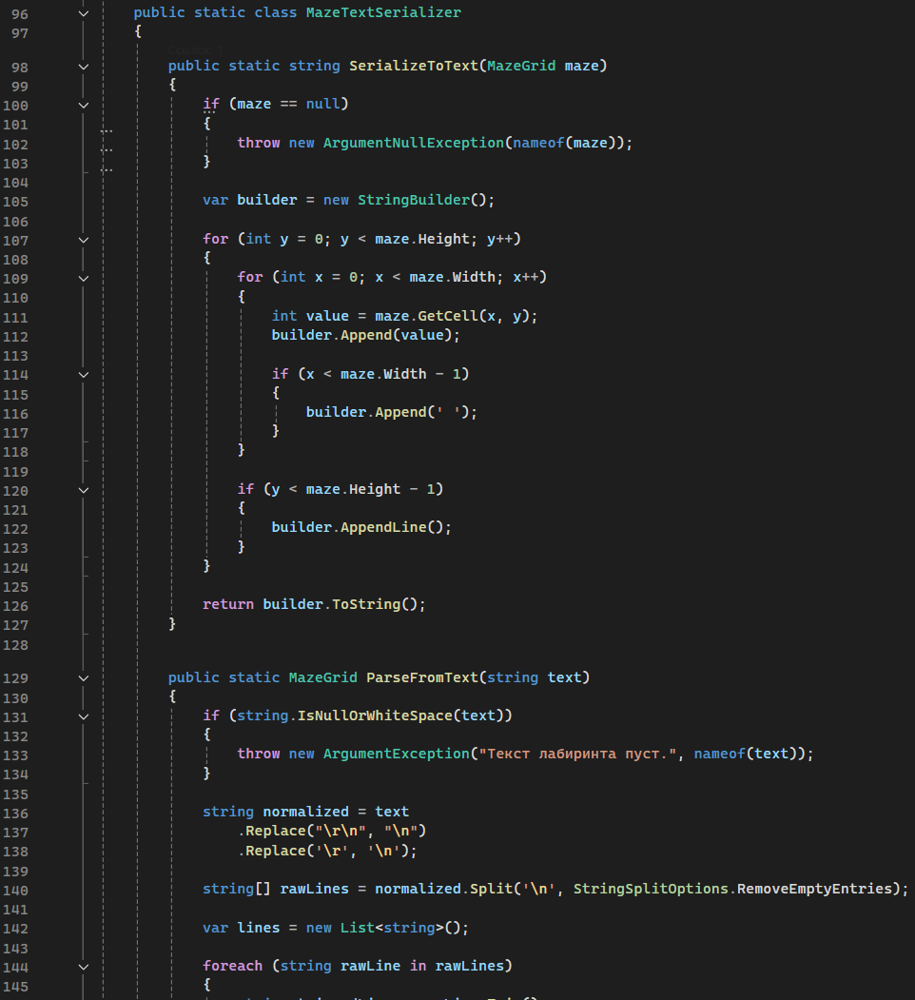 96 public static class MazeTextSerializer
97 {
98 public static string SerializeToText(MazeGrid maze)
99 {
100 if (maze == null)
101 {
102 throw new ArgumentNullException(nameof(maze));
103 }
104
105 var builder = new StringBuilder();
106
107 for (int y = 0; y < maze.Height; y++)
108 {
109 for (int x = 0; x < maze.Width; x++)
110 {
111 int value = maze.GetCell(x, y);
112 builder.Append(value);
113
114 if (x < maze.Width - 1)
115 {
116 builder.Append(' ');
117 }
118 }
119
120 if (y < maze.Height - 1)
121 {
122 builder.AppendLine();
123 }
124 }
125
126 return builder.ToString();
127 }
128
129 public static MazeGrid ParseFromText(string text)
130 {
131 if (string.IsNullOrWhiteSpace(text))
132 {
133 throw new ArgumentException("Текст лабиринта пуст.", nameof(text));
134 }
135
136 string normalized = text
137 .Replace("\r\n", "\n")
138 .Replace('\r', '\n');
139
140 string[] rawLines = normalized.Split('\n', StringSplitOptions.RemoveEmptyEntries);
141
142 var lines = new List<string>();
143
144 foreach (string rawLine in rawLines)
145 {